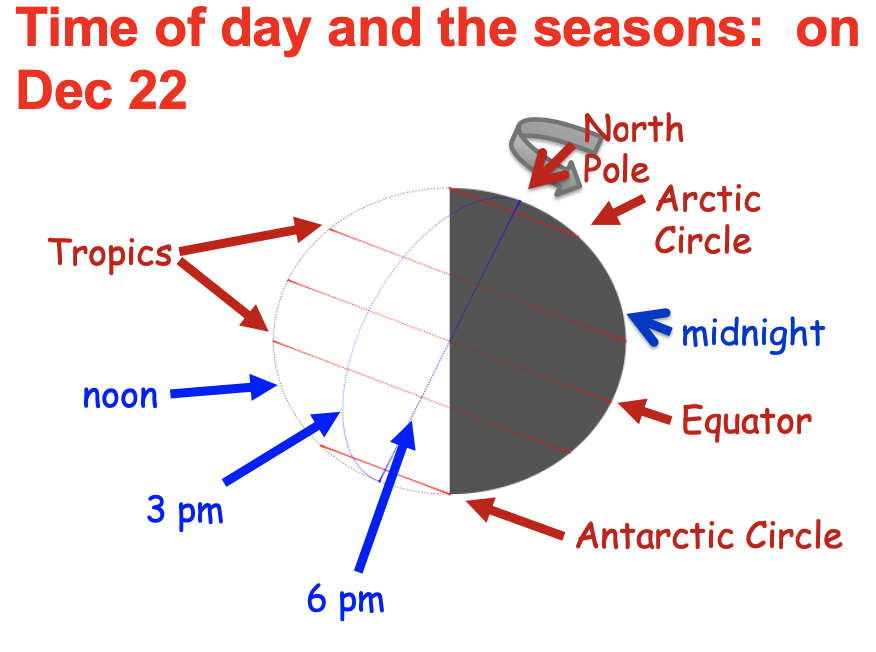 Time of day and the seasons:  on
Dec 22
North
Pole
Arctic
Circle
Tropics
midnight
noon
Equator
3 pm
Antarctic Circle
6 pm